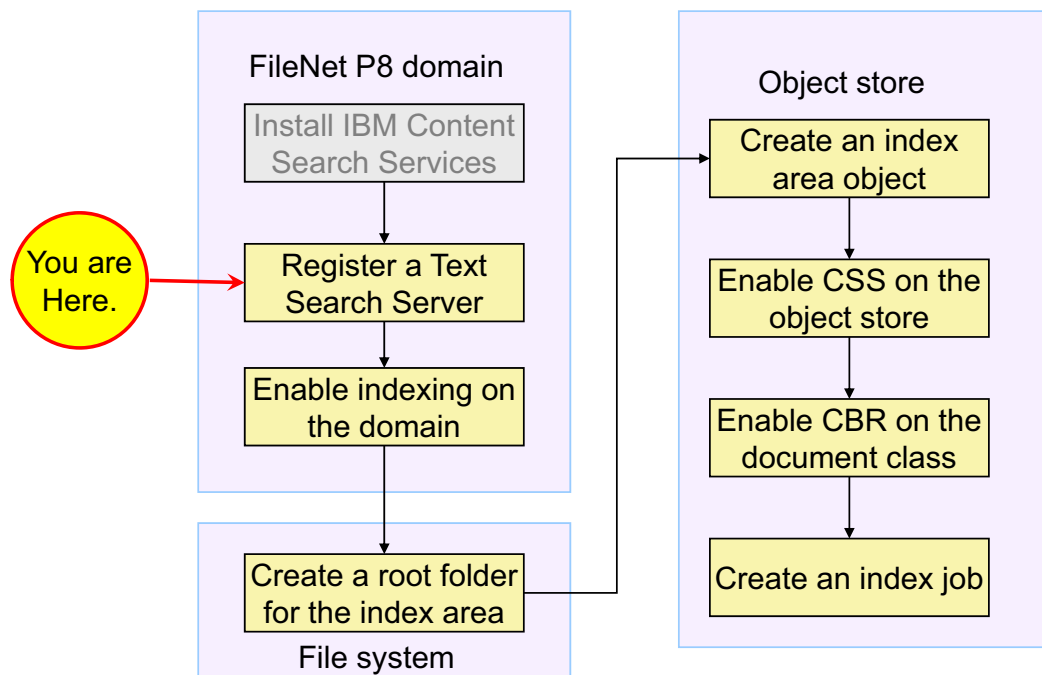 FileNet P8 domain
Install IBM Content
Search Services
You are
Here.
Register a Text
Search Server
Enable indexing on
the domain
Create a root folder
for the index area
File system
Object store
Create an index
area object
Enable CSS on the
object store
Enable CBR on the
document class
Create an index job